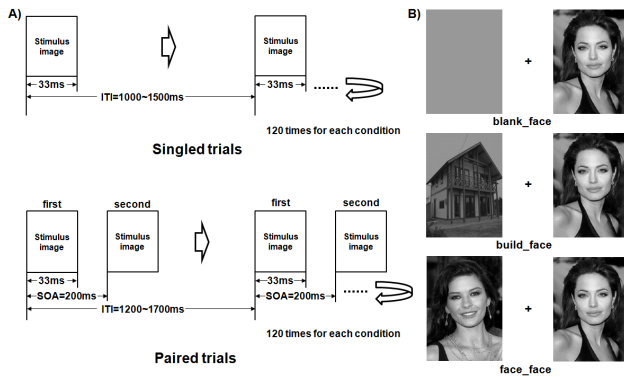 A)
Stimulus
image
Stimulus
image
33ms
33ms
ITI=1000~1500ms
......
120 times for each condition
Singled trials
first
second
first
second
Stimulus
image
Stimulus
image
Stimulus
image
Stimulus
image
33ms
33ms
SOA=200ms
SOA=200ms
......
ITI=1200~1700ms
120 times for each condition
Paired trials
B)
+
blank_face
+
build_face
+
face_face